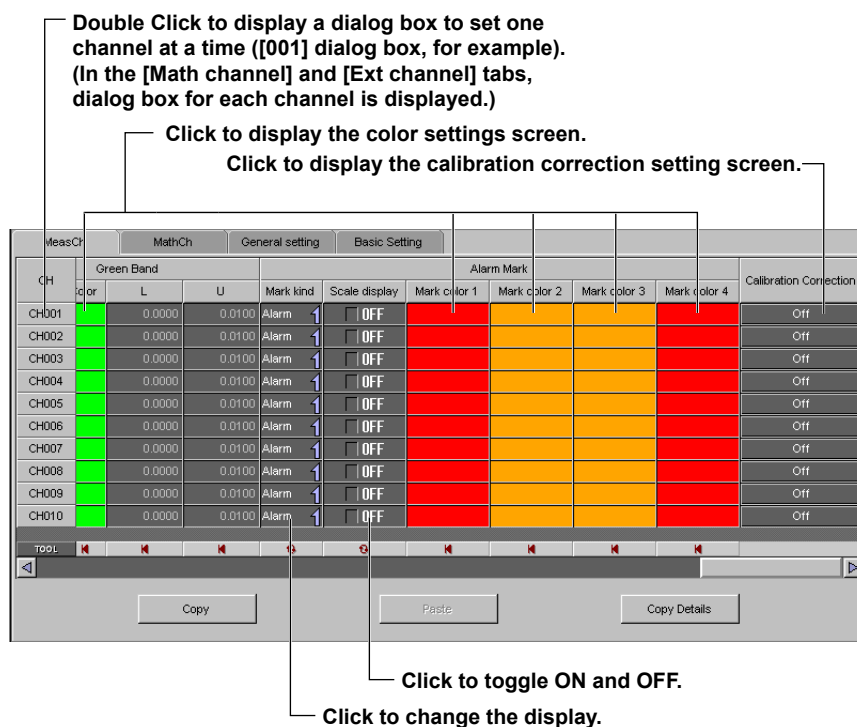 Double Click to display a dialog box to set one
channel at a time ([001] dialog box, for example).
(In the [Math channel] and [Ext channel] tabs,
dialog box for each channel is displayed.)
Click to display the color settings screen.
Click to display the calibration correction setting screen.
MeasCh MathCh General setting Basic Setting
CH Green Band Alarm Mark Calibration Correction
Color L U Mark kind Scale display Mark color 1 Mark color 2 Mark color 3 Mark color 4
CH001 0.0000 0.0100 Alarm OFF Off
CH002 0.0000 0.0100 Alarm OFF Off
CH003 0.0000 0.0100 Alarm OFF Off
CH004 0.0000 0.0100 Alarm OFF Off
CH005 0.0000 0.0100 Alarm OFF Off
CH006 0.0000 0.0100 Alarm OFF Off
CH007 0.0000 0.0100 Alarm OFF Off
CH008 0.0000 0.0100 Alarm OFF Off
CH009 0.0000 0.0100 Alarm OFF Off
CH010 0.0000 0.0100 Alarm OFF Off
TOOL
Copy Paste Copy Details
Click to toggle ON and OFF.
Click to change the display.